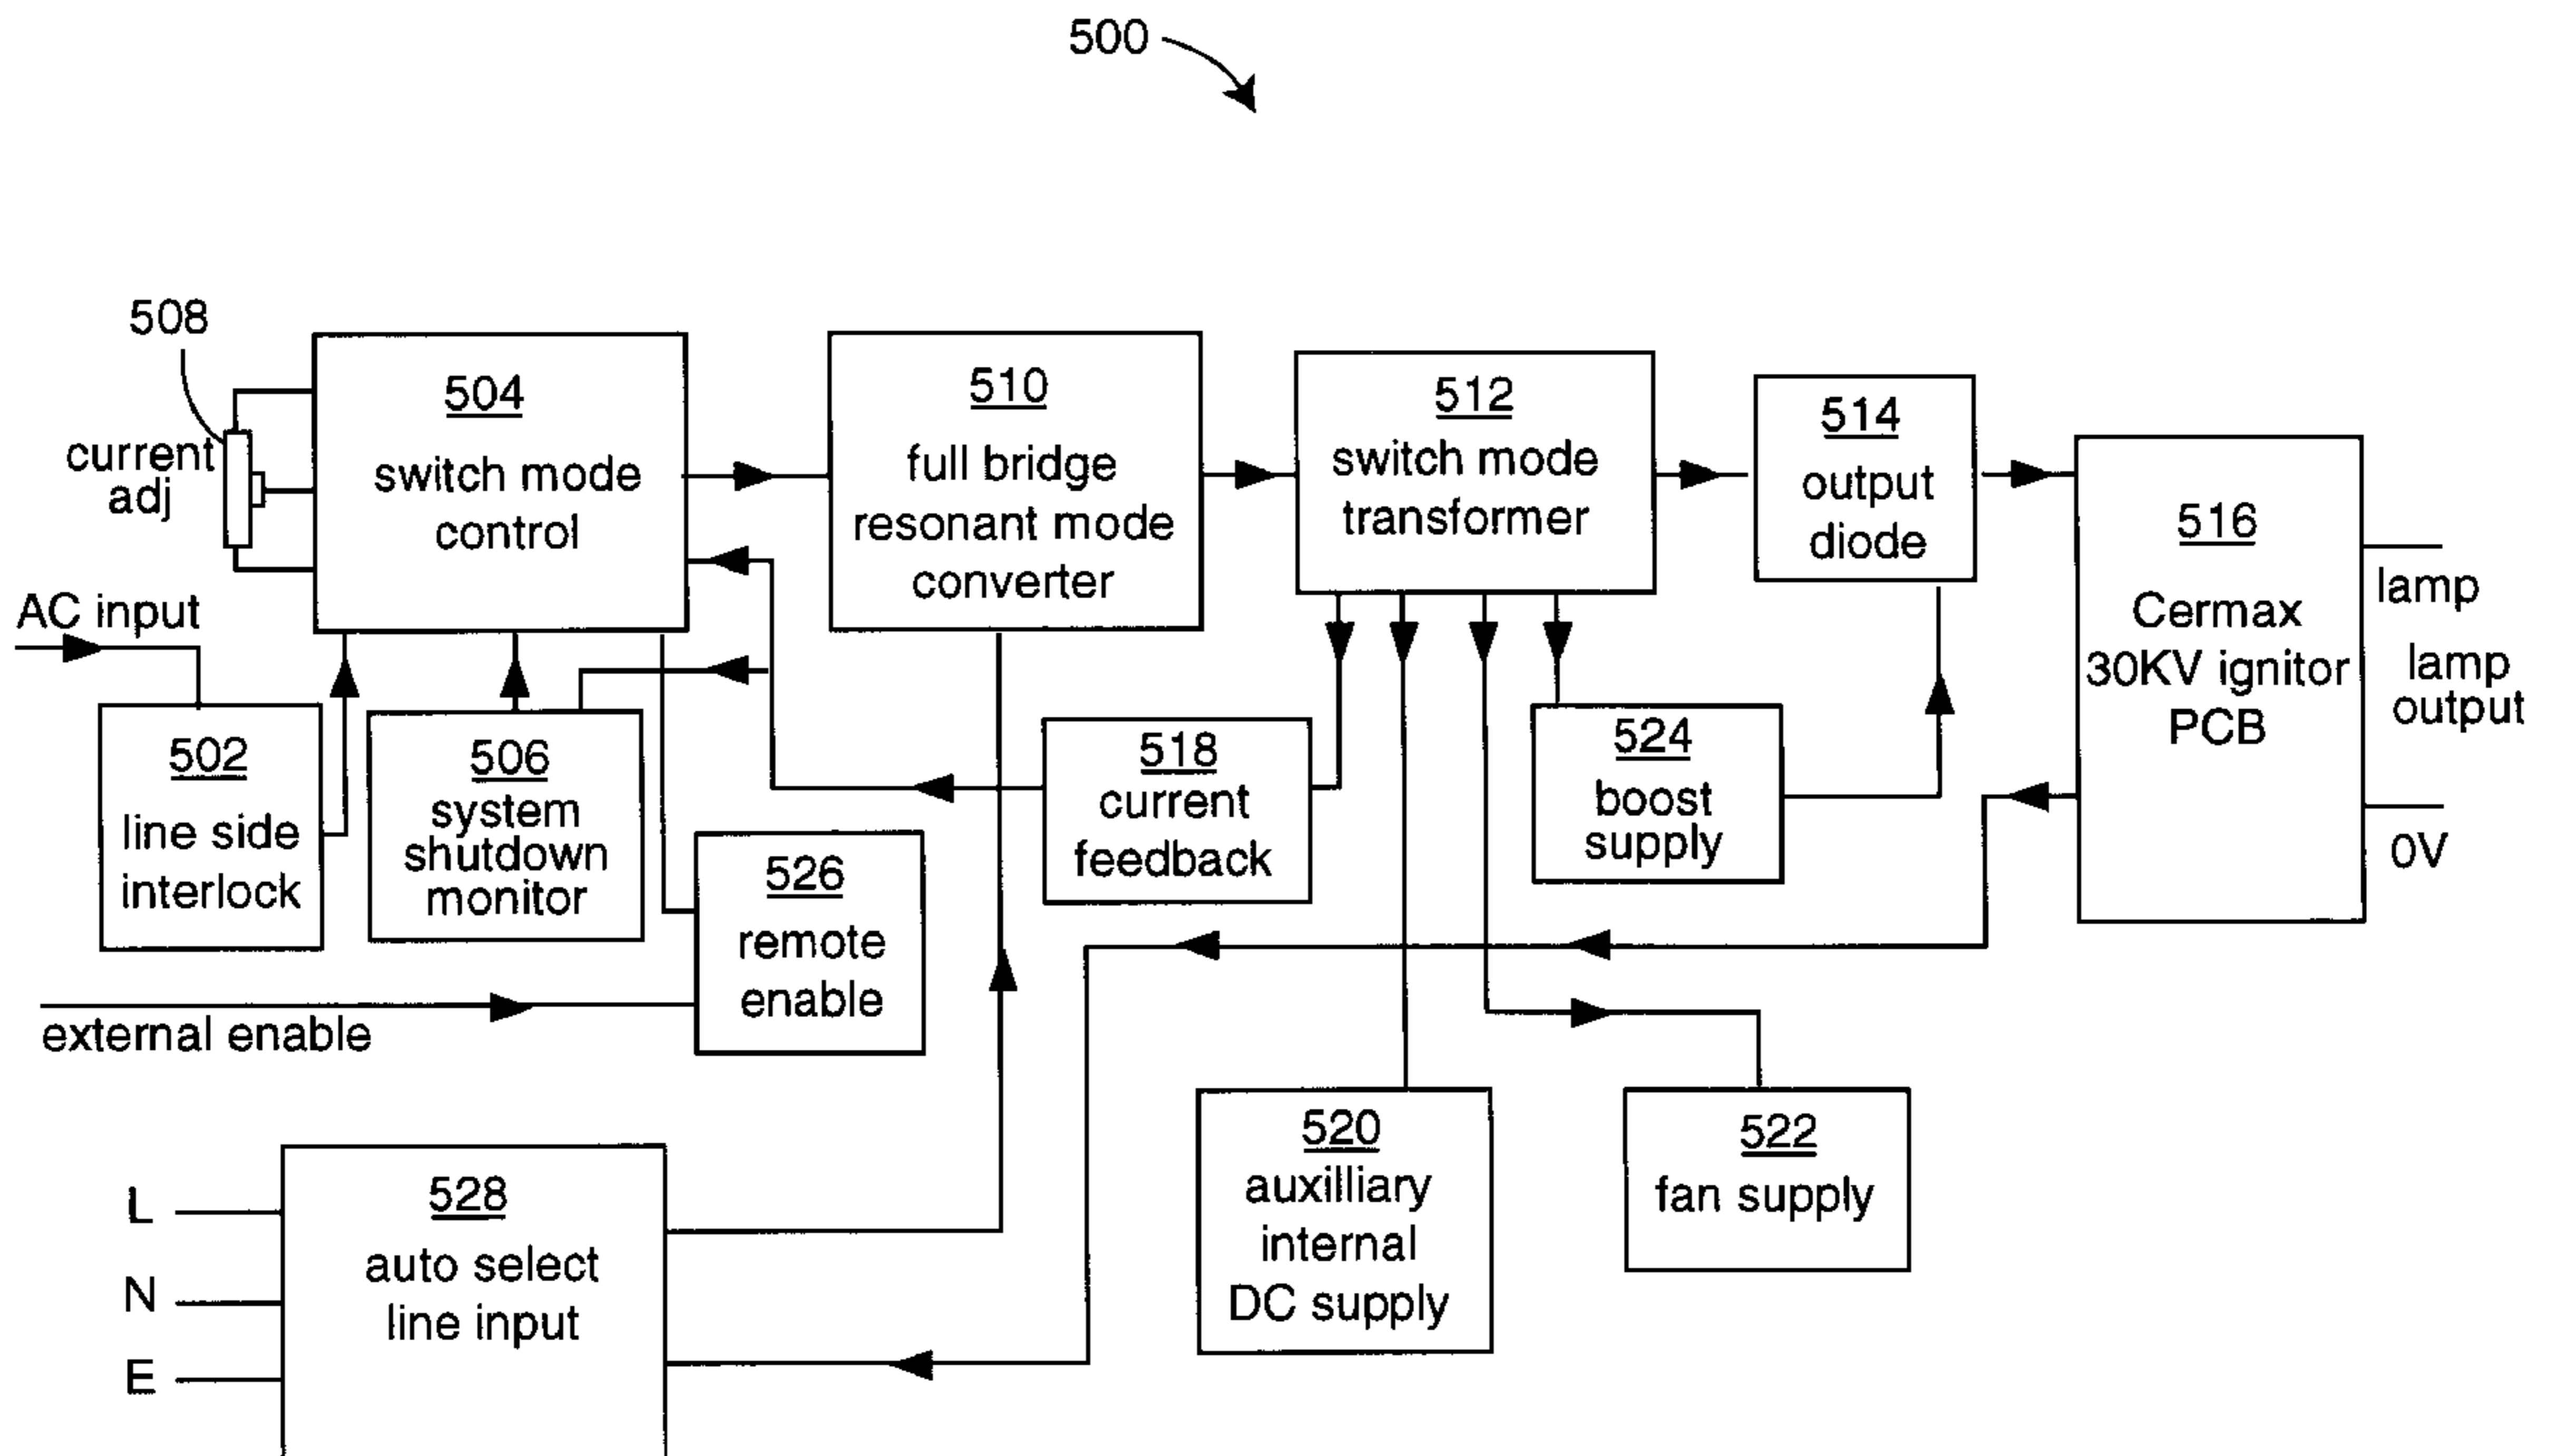 500
508
current
adj
504
switch mode
control
510
full bridge
resonant mode
converter
512
switch mode
transformer
514
output
diode
516
Cermax
30KV ignitor
PCB
lamp
lamp
output
0V
AC input
502
line side
interlock
506
system
shutdown
monitor
526
remote
enable
518
current
feedback
524
boost
supply
external enable
528
auto select
line input
L
N
E
520
auxilliary
internal
DC supply
522
fan supply